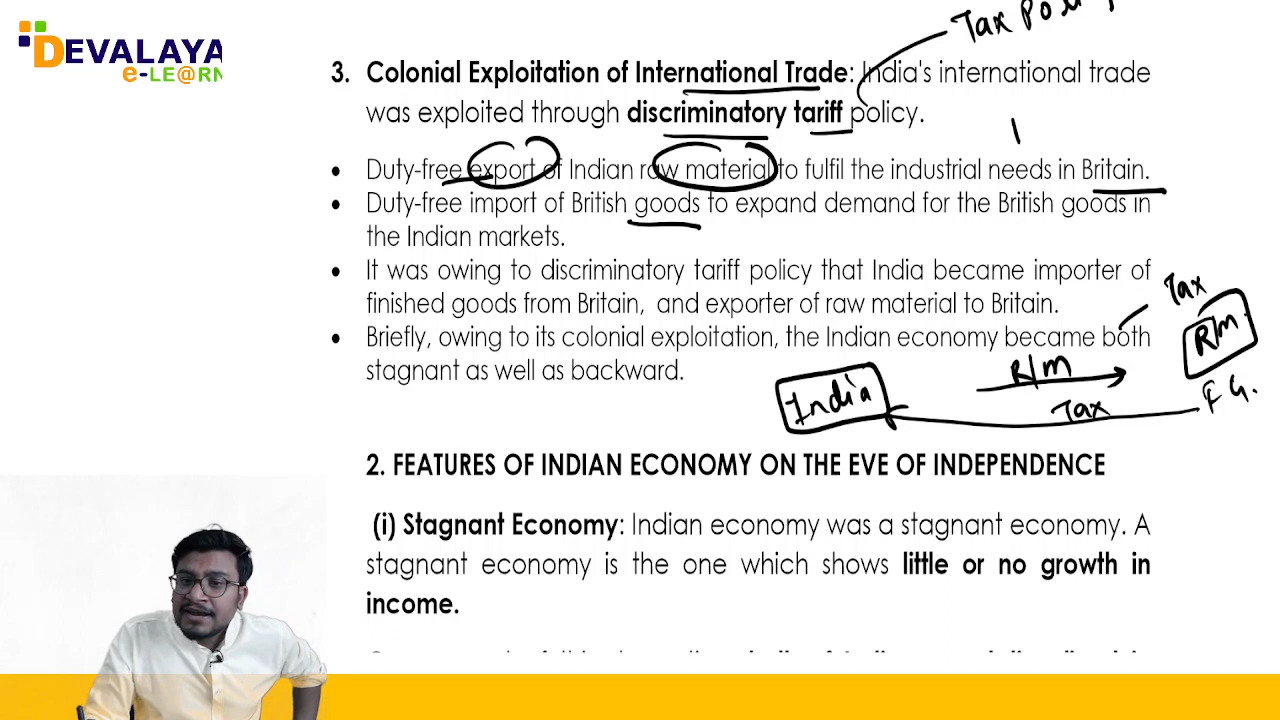 DEVALAYA
e-LE@RN
Tax
3. Colonial Exploitation of International Trade: India's international trade
was exploited through discriminatory tariff policy.
• Duty-free export of Indian raw material to fulfil the industrial needs in Britain.
• Duty-free import of British goods to expand demand for the British goods in
the Indian markets.
• It was owing to discriminatory tariff policy that India became importer of
finished goods from Britain, and exporter of raw material to Britain.
Tax
R/m
• Briefly, owing to its colonial exploitation, the Indian economy became both
stagnant as well as backward.
R/m
India
Tax
F G.
2. FEATURES OF INDIAN ECONOMY ON THE EVE OF INDEPENDENCE
(i) Stagnant Economy: Indian economy was a stagnant economy. A
stagnant economy is the one which shows little or no growth in
income.